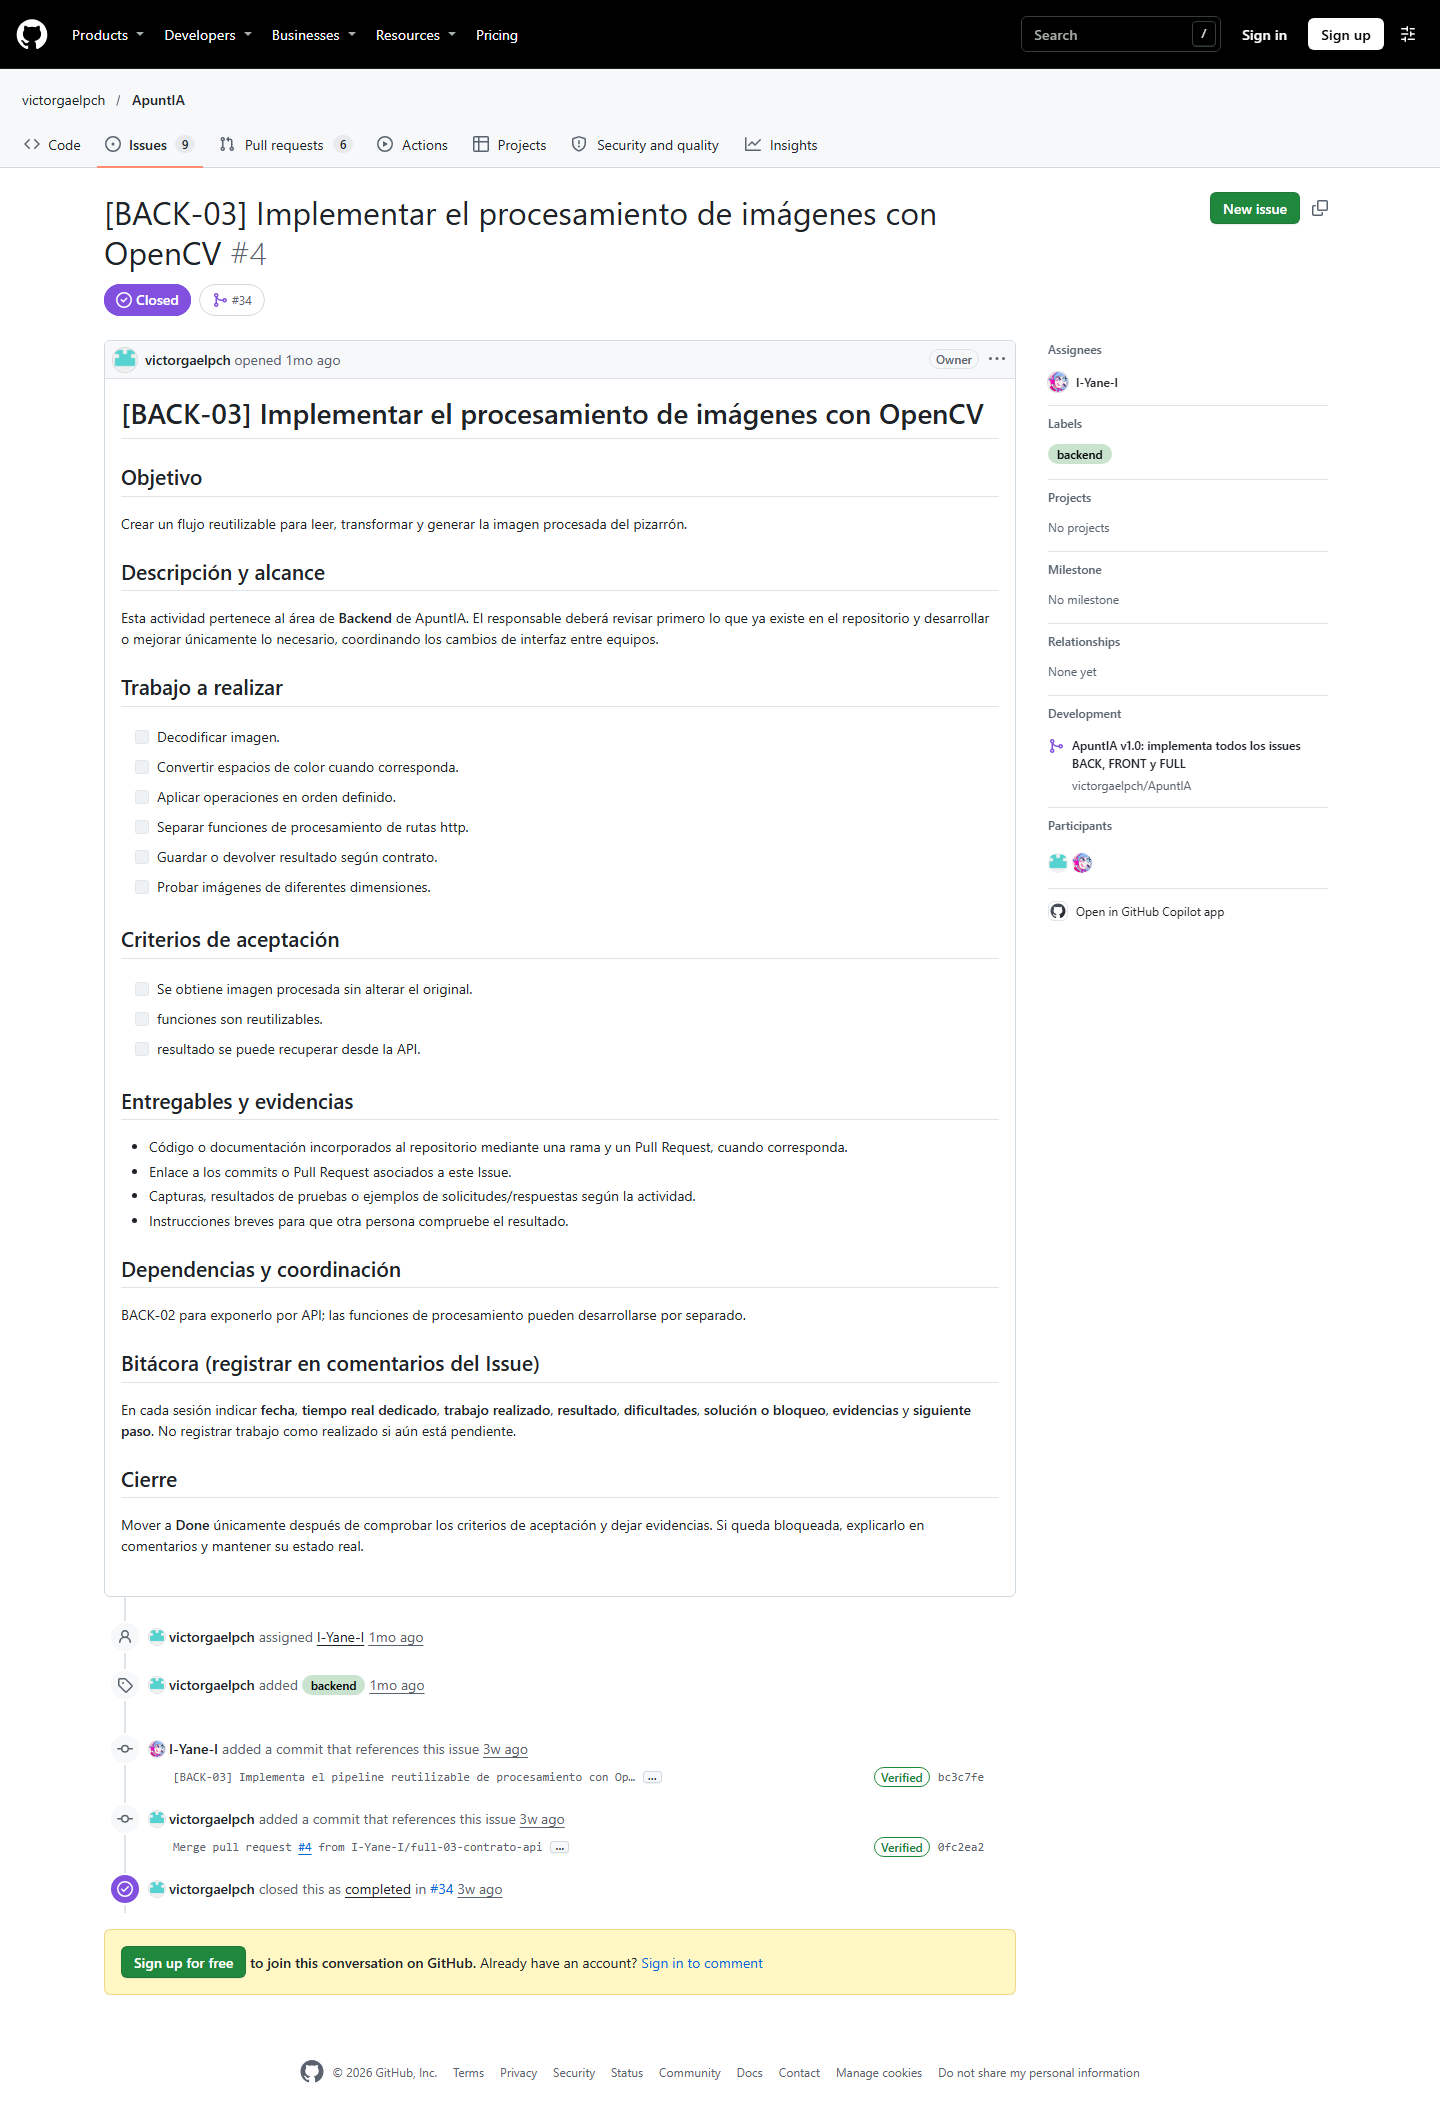 Products
Developers
Businesses
Resources
Pricing
Search
/
Sign in
Sign up
victorgaelpch / ApuntIA
Code
Issues 9
Pull requests 6
Actions
Projects
Security and quality
Insights
[BACK-03] Implementar el procesamiento de imágenes con
OpenCV #4
New issue
Closed
#34
victorgaelpch opened 1mo ago
Owner
[BACK-03] Implementar el procesamiento de imágenes con OpenCV
Objetivo
Crear un flujo reutilizable para leer, transformar y generar la imagen procesada del pizarrón.
Descripción y alcance
Esta actividad pertenece al área de Backend de ApuntIA. El responsable deberá revisar primero lo que ya existe en el repositorio y desarrollar
o mejorar únicamente lo necesario, coordinando los cambios de interfaz entre equipos.
Trabajo a realizar
Decodificar imagen.
Convertir espacios de color cuando corresponda.
Aplicar operaciones en orden definido.
Separar funciones de procesamiento de rutas http.
Guardar o devolver resultado según contrato.
Probar imágenes de diferentes dimensiones.
Criterios de aceptación
Se obtiene imagen procesada sin alterar el original.
funciones son reutilizables.
resultado se puede recuperar desde la API.
Entregables y evidencias
Código o documentación incorporados al repositorio mediante una rama y un Pull Request, cuando corresponda.
Enlace a los commits o Pull Request asociados a este Issue.
Capturas, resultados de pruebas o ejemplos de solicitudes/respuestas según la actividad.
Instrucciones breves para que otra persona compruebe el resultado.
Dependencias y coordinación
BACK-02 para exponerlo por API; las funciones de procesamiento pueden desarrollarse por separado.
Bitácora (registrar en comentarios del Issue)
En cada sesión indicar fecha, tiempo real dedicado, trabajo realizado, resultado, dificultades, solución o bloqueo, evidencias y siguiente
paso. No registrar trabajo como realizado si aún está pendiente.
Cierre
Mover a Done únicamente después de comprobar los criterios de aceptación y dejar evidencias. Si queda bloqueada, explicarlo en
comentarios y mantener su estado real.
victorgaelpch assigned I-Yane-I 1mo ago
victorgaelpch added backend 1mo ago
I-Yane-I added a commit that references this issue 3w ago
[BACK-03] Implementa el pipeline reutilizable de procesamiento con Op… …
Verified bc3c7fe
victorgaelpch added a commit that references this issue 3w ago
Merge pull request #4 from I-Yane-I/full-03-contrato-api …
Verified 0fc2ea2
victorgaelpch closed this as completed in #34 3w ago
Sign up for free to join this conversation on GitHub. Already have an account? Sign in to comment
Assignees
I-Yane-I
Labels
backend
Projects
No projects
Milestone
No milestone
Relationships
None yet
Development
ApuntIA v1.0: implementa todos los issues
BACK, FRONT y FULL
victorgaelpch/ApuntIA
Participants
Open in GitHub Copilot app
© 2026 GitHub, Inc.
Terms
Privacy
Security
Status
Community
Docs
Contact
Manage cookies
Do not share my personal information